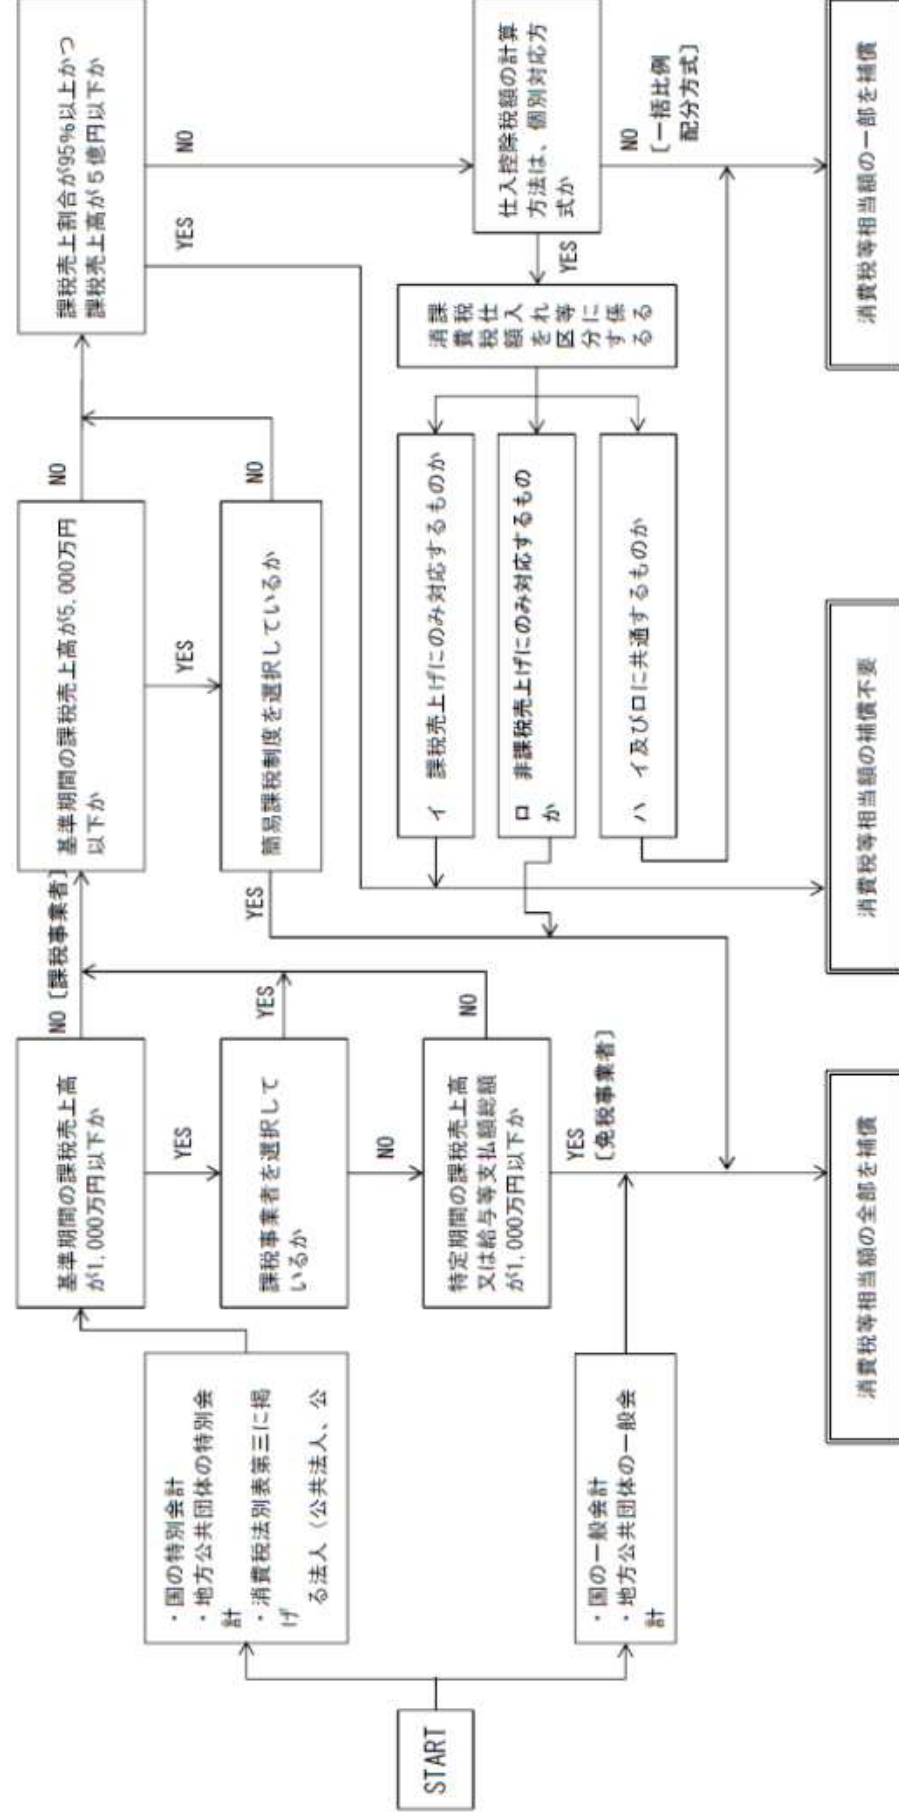 START
・国の特別会計
・地方公共団体の特別会
計
・消費税法別表第三に掲
げ
る法人（公共法人、公
・国の一般会計
・地方公共団体の一般会
計
基準期間の課税売上高
が1,000万円以下か
NO〔課税事業者〕
YES
課税事業者を選択して
いるか
YES
NO
特定期間の課税売上高
又は給与等支払額総額
が1,000万円以下か
NO
YES
〔免税事業者〕
基準期間の課税売上高が5,000万円
以下か
NO
YES
簡易課税制度を選択しているか
NO
YES
課税売上割合が95%以上かつ
課税売上高が５億円以下か
YES
NO
仕入控除税額の計算
方法は、個別対応方
式か
YES
NO
〔一括比例
配分方式〕
課税仕入れ等に係る
消費税額を区分する
イ　課税売上げにのみ対応するものか
ロ　非課税売上げにのみ対応するもの
か
ハ　イ及びロに共通するものか
消費税等相当額の全部を補償
消費税等相当額の補償不要
消費税等相当額の一部を補償